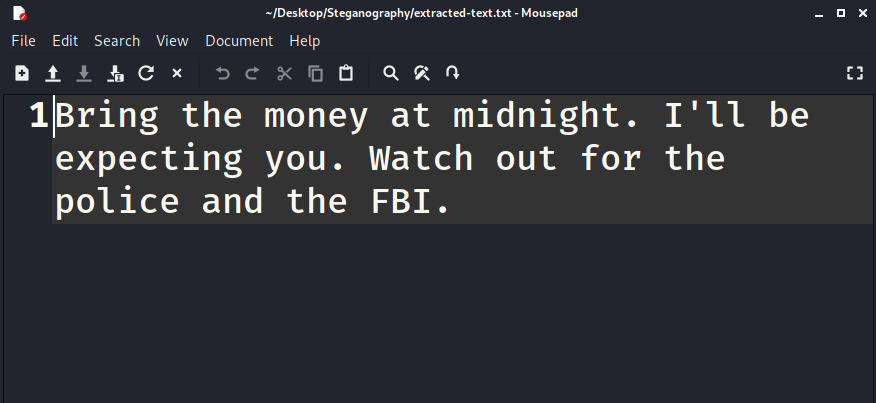 ~/Desktop/Steganography/extracted-text.txt - Mousepad
File Edit Search View Document Help
1 Bring the money at midnight. I'll be
expecting you. Watch out for the
police and the FBI.